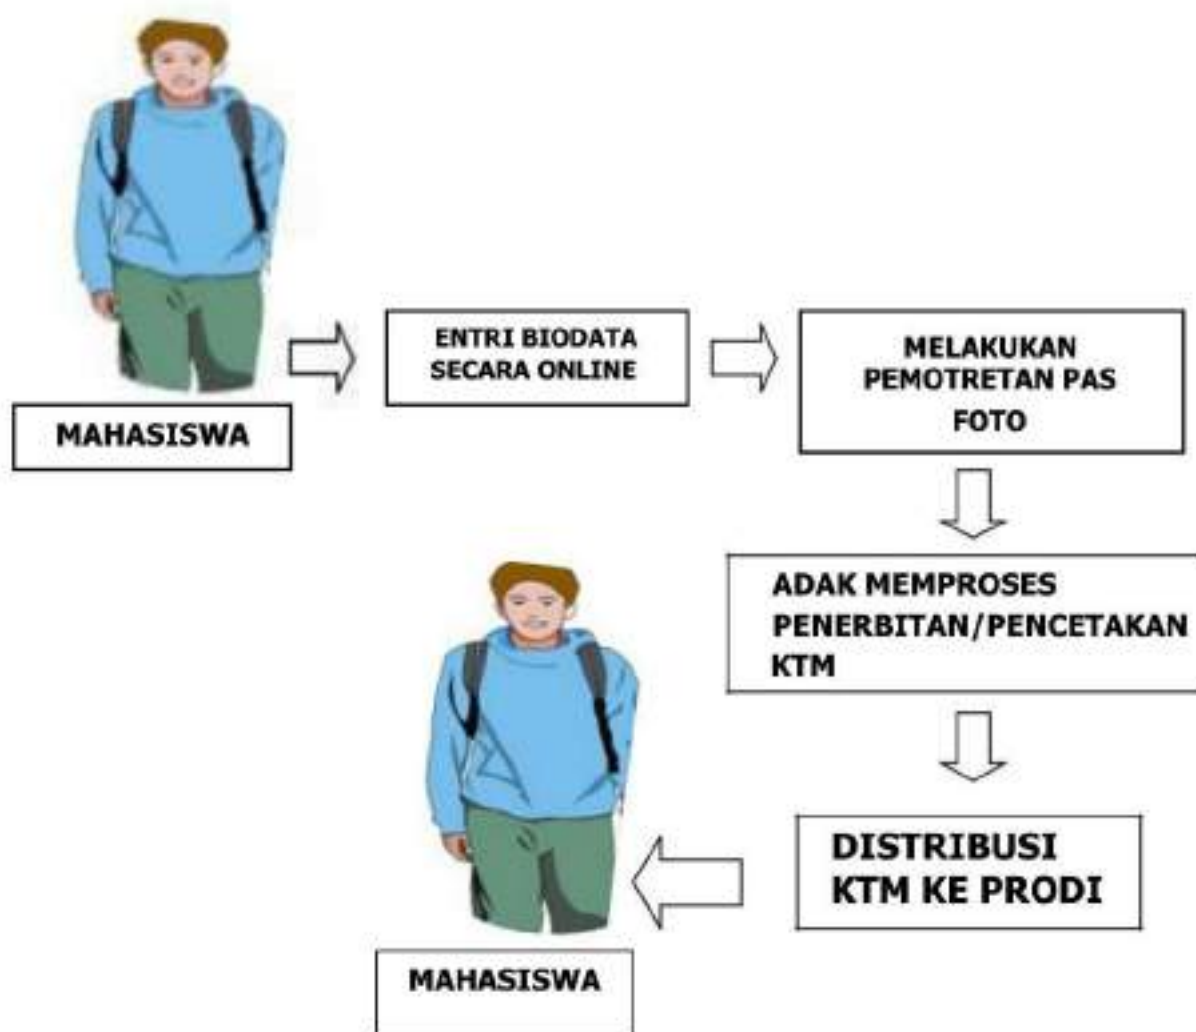 MAHASISWA
ENTRI BIODATA
SECARA ONLINE
MELAKUKAN
PEMOTRETAN PAS
FOTO
ADAK MEMPROSES
PENERBITAN/PENCETAKAN
KTM
DISTRIBUSI
KTM KE PRODI
MAHASISWA